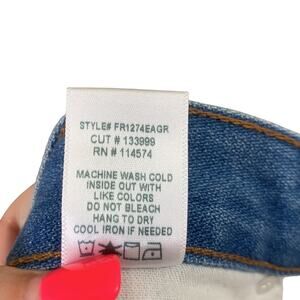 STYLE# FR1274EAGR
CUT # 133999
RN # 114574
MACHINE WASH COLD
INSIDE OUT WITH
LIKE COLORS
DO NOT BLEACH
HANG TO DRY
COOL IRON IF NEEDED